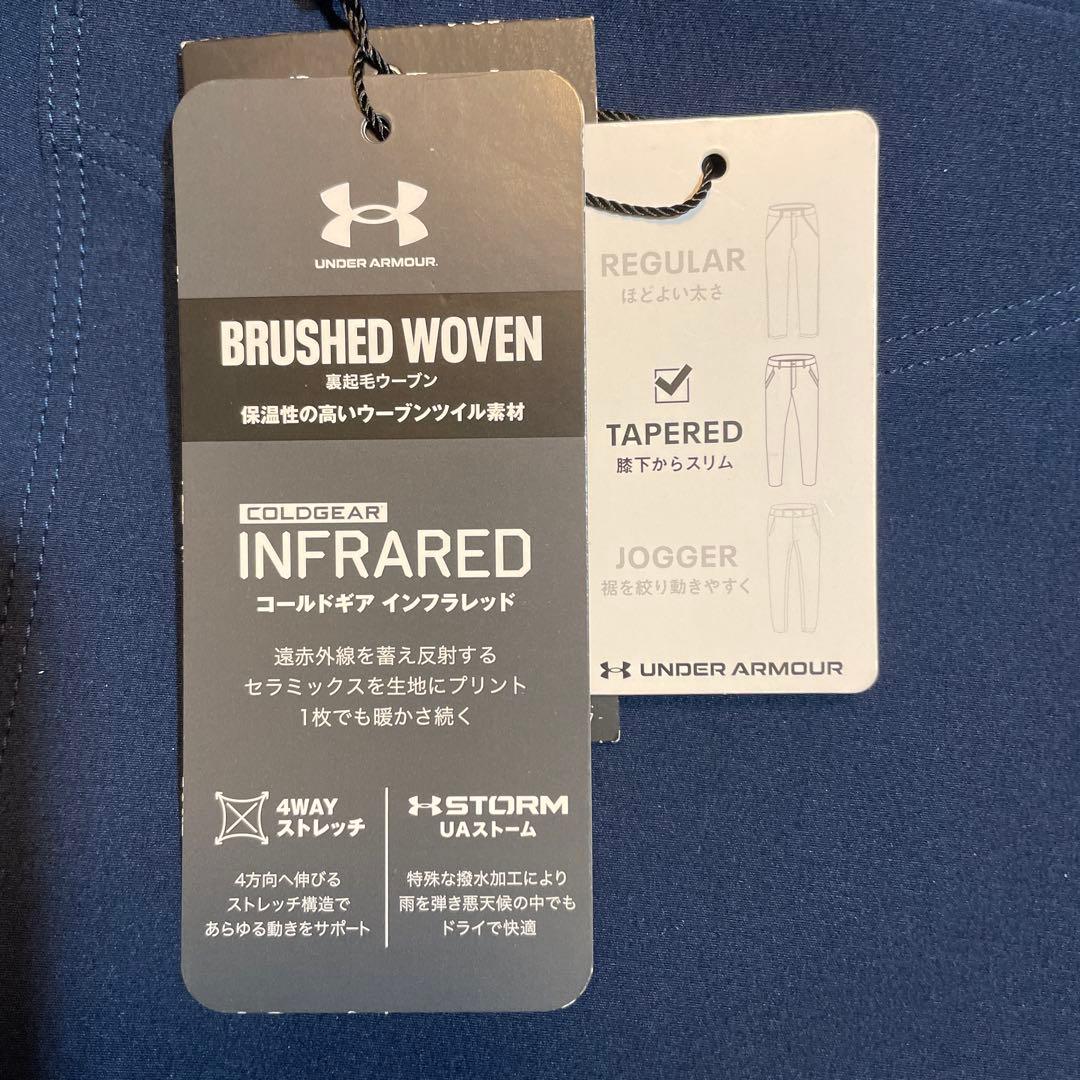 UNDER ARMOUR.
BRUSHED WOVEN
裏起毛ウーブン
保温性の高いウーブンツイル素材
COLDGEAR®
INFRARED
コールドギア インフラレッド
遠赤外線を蓄え反射する
セラミックスを生地にプリント
1枚でも暖かさ続く
4WAY
ストレッチ
4方向へ伸びる
ストレッチ構造で
あらゆる動きをサポート
STORM
UAストーム
特殊な撥水加工により
雨を弾き悪天候の中でも
ドライで快適
REGULAR
ほどよい太さ
TAPERED
膝下からスリム
JOGGER
裾を絞り動きやすく
UNDER ARMOUR